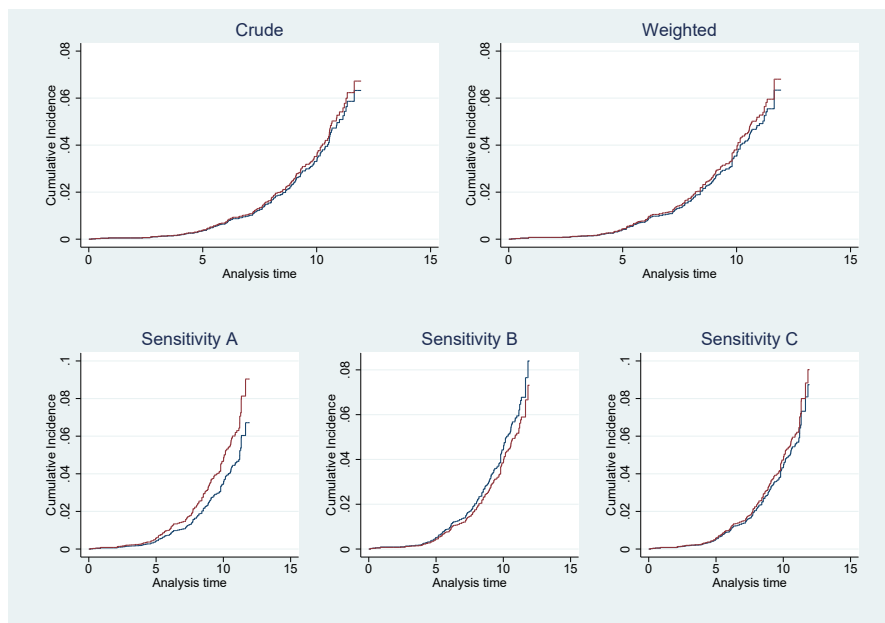 Crude
Cumulative Incidence
.08
.06
.04
.02
0
0 5 10 15
Analysis time
Weighted
Cumulative Incidence
.08
.06
.04
.02
0
0 5 10 15
Analysis time
Sensitivity A
Cumulative Incidence
.1
.08
.06
.04
.02
0
0 5 10 15
Analysis time
Sensitivity B
Cumulative Incidence
.08
.06
.04
.02
0
0 5 10 15
Analysis time
Sensitivity C
Cumulative Incidence
.1
.08
.06
.04
.02
0
0 5 10 15
Analysis time